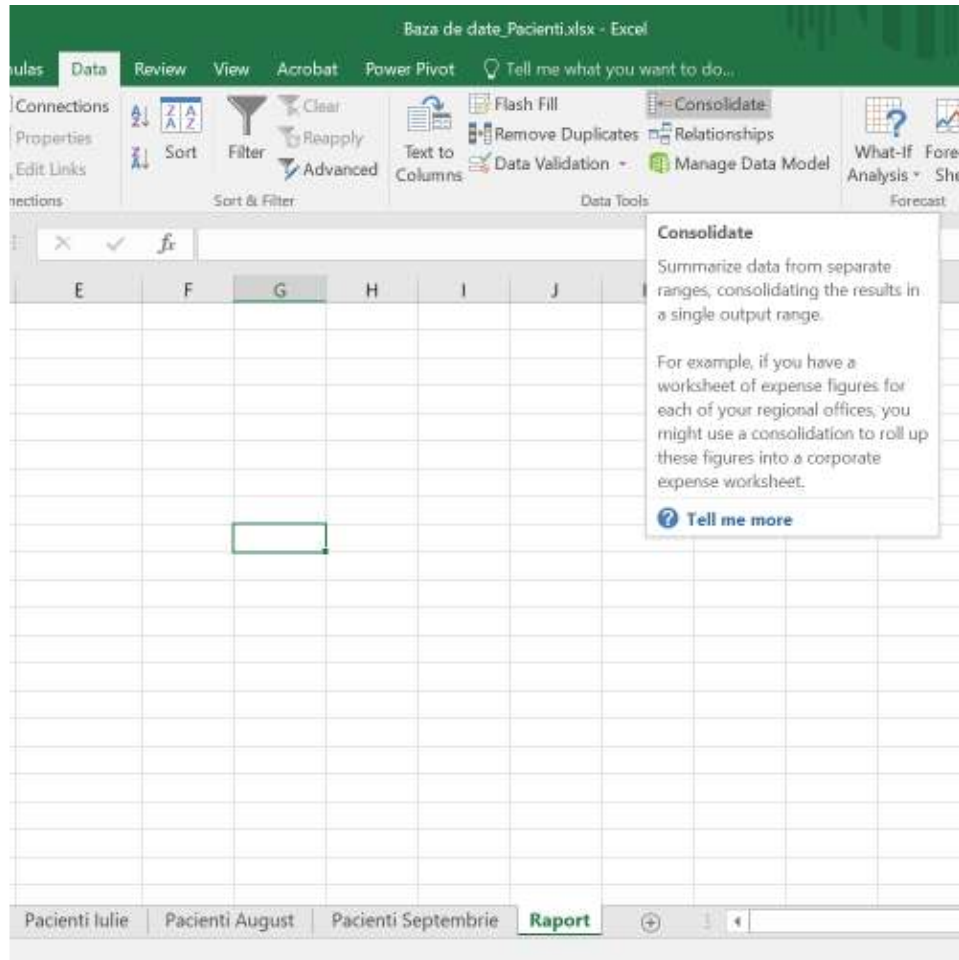 Baza de date_Pacienti.xlsx - Excel
ulas Data Review View Acrobat Power Pivot Tell me what you want to do...
Connections
Properties
Edit Links
nections
Sort
Filter
Clear
Reapply
Advanced
Sort & Filter
Text to
Columns
Flash Fill
Remove Duplicates
Data Validation
Consolidate
Relationships
Manage Data Model
Data Tools
What-If
Analysis
Fore
She
Forecast
fx
E F G H I J
Consolidate
Summarize data from separate
ranges, consolidating the results in
a single output range.
For example, if you have a
worksheet of expense figures for
each of your regional offices, you
might use a consolidation to roll up
these figures into a corporate
expense worksheet.
Tell me more
Pacienti Iulie Pacienti August Pacienti Septembrie Raport